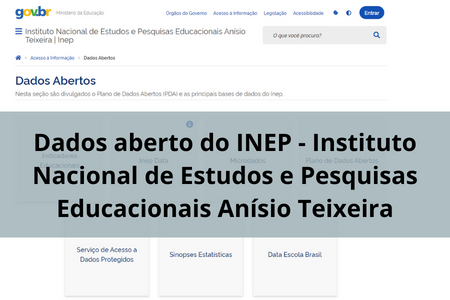 gov.br Ministério da Educação
Órgãos do Governo Acesso à Informação Legislação Acessibilidade Entrar
Instituto Nacional de Estudos e Pesquisas Educacionais Anísio
Teixeira | Inep
O que você procura?
Acesso à Informação Dados Abertos
Dados Abertos
Nesta seção são divulgados o Plano de Dados Abertos (PDA) e as principais bases de dados do Inep.
Indicadores
Educacionais
Inep Data
Microdados
Plano de Dados Abertos
Dados aberto do INEP - Instituto
Nacional de Estudos e Pesquisas
Educacionais Anísio Teixeira
Serviço de Acesso a
Dados Protegidos
Sinopses Estatísticas
Data Escola Brasil